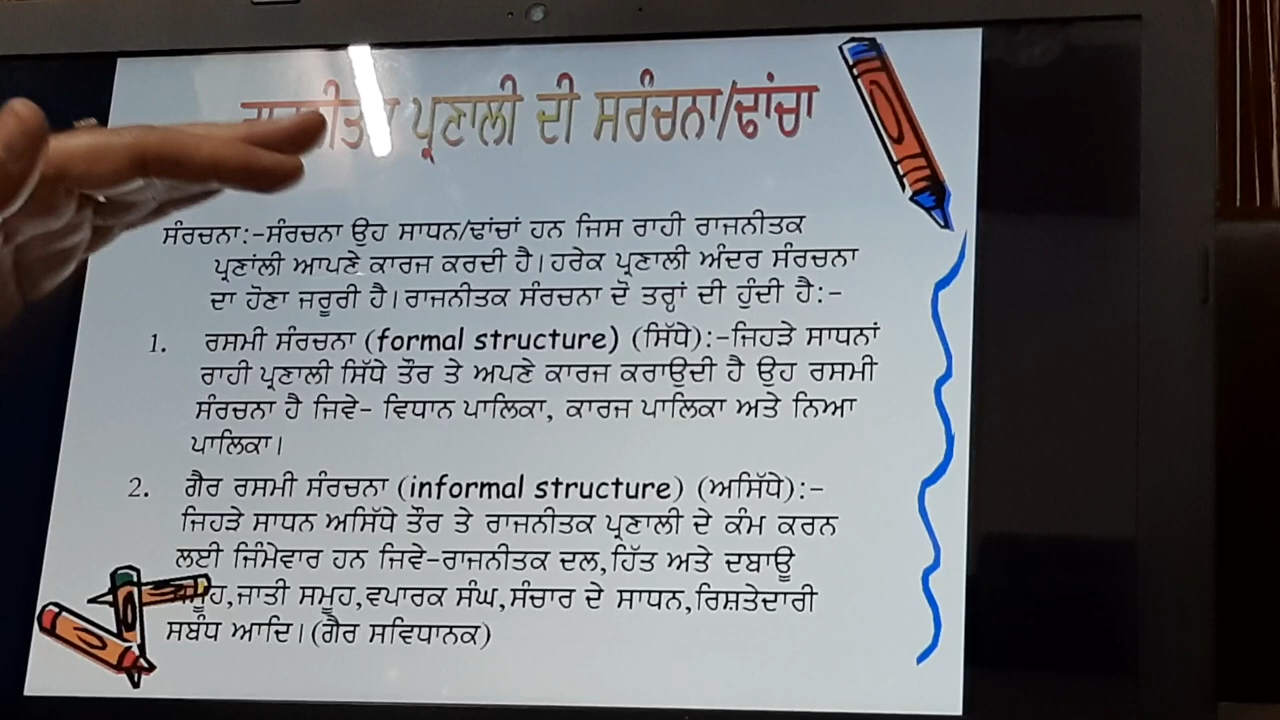 ਪ੍ਰਣਾਲੀ ਦੀ ਸਰੰਚਨਾ/ਢਾਂਚਾ
ਸੰਰਚਨਾ:-ਸੰਰਚਨਾ ਉਹ ਸਾਧਨ/ਢਾਂਚਾਂ ਹਨ ਜਿਸ ਰਾਹੀ ਰਾਜਨੀਤਕ
ਪ੍ਰਣਾਂਲੀ ਆਪਣੇ ਕਾਰਜ ਕਰਦੀ ਹੈ।ਹਰੇਕ ਪ੍ਰਣਾਲੀ ਅੰਦਰ ਸੰਰਚਨਾ
ਦਾ ਹੋਣਾ ਜਰੂਰੀ ਹੈ।ਰਾਜਨੀਤਕ ਸੰਰਚਨਾ ਦੋ ਤਰ੍ਹਾਂ ਦੀ ਹੁੰਦੀ ਹੈ:-
1. ਰਸਮੀ ਸੰਰਚਨਾ (formal structure) (ਸਿੱਧੇ):-ਜਿਹੜੇ ਸਾਧਨਾਂ
ਰਾਹੀ ਪ੍ਰਣਾਲੀ ਸਿੱਧੇ ਤੌਰ ਤੇ ਅਪਣੇ ਕਾਰਜ ਕਰਾਉਦੀ ਹੈ ਉਹ ਰਸਮੀ
ਸੰਰਚਨਾ ਹੈ ਜਿਵੇ- ਵਿਧਾਨ ਪਾਲਿਕਾ, ਕਾਰਜ ਪਾਲਿਕਾ ਅਤੇ ਨਿਆ
ਪਾਲਿਕਾ।
2. ਗੈਰ ਰਸਮੀ ਸੰਰਚਨਾ (informal structure) (ਅਸਿੱਧੇ):-
ਜਿਹੜੇ ਸਾਧਨ ਅਸਿੱਧੇ ਤੌਰ ਤੇ ਰਾਜਨੀਤਕ ਪ੍ਰਣਾਲੀ ਦੇ ਕੰਮ ਕਰਨ
ਲਈ ਜਿੰਮੇਵਾਰ ਹਨ ਜਿਵੇ-ਰਾਜਨੀਤਕ ਦਲ,ਹਿੱਤ ਅਤੇ ਦਬਾਊ
ਸਮੂਹ,ਜਾਤੀ ਸਮੂਹ,ਵਪਾਰਕ ਸੰਘ,ਸੰਚਾਰ ਦੇ ਸਾਧਨ,ਰਿਸ਼ਤੇਦਾਰੀ
ਸਬੰਧ ਆਦਿ।(ਗੈਰ ਸਵਿਧਾਨਕ)